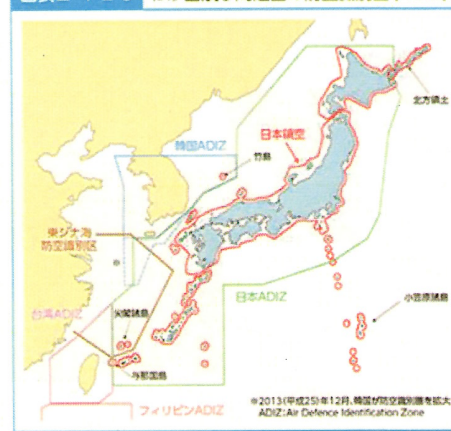 北方領土
日本領空
韓国ADIZ
竹島
東シナ海
防空識別区
日本ADIZ
小笠原諸島
台湾ADIZ
尖閣諸島
与那国島
フィリピンADIZ
※2013(平成25)年12月、韓国が防空識別圏を拡大
ADIZ:Air Defence Identification Zone